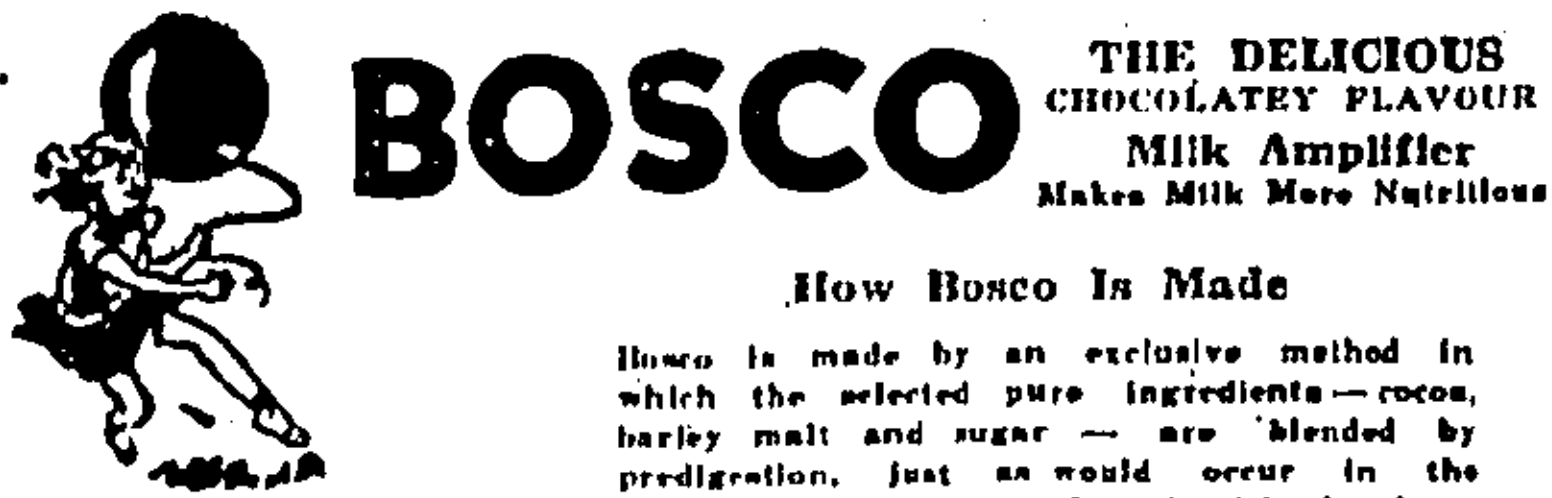 BOSCO
THE DELICIOUS
CHOCOLATEY FLAVOUR
Milk Amplifier
Makes Milk More Nutritious
How Bosco Is Made
Bosco is made by an exclusive method in
which the selected pure ingredients — cocoa,
barley malt and sugar — are blended by
predigestion, just as would occur in the